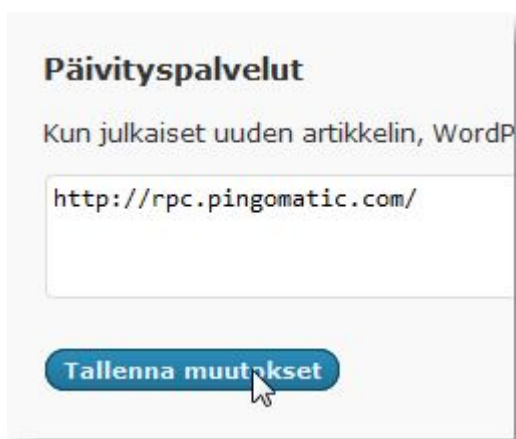 Päivityspalvelut
Kun julkaiset uuden artikkelin, WordP
http://rpc.pingomatic.com/
Tallenna muutokset